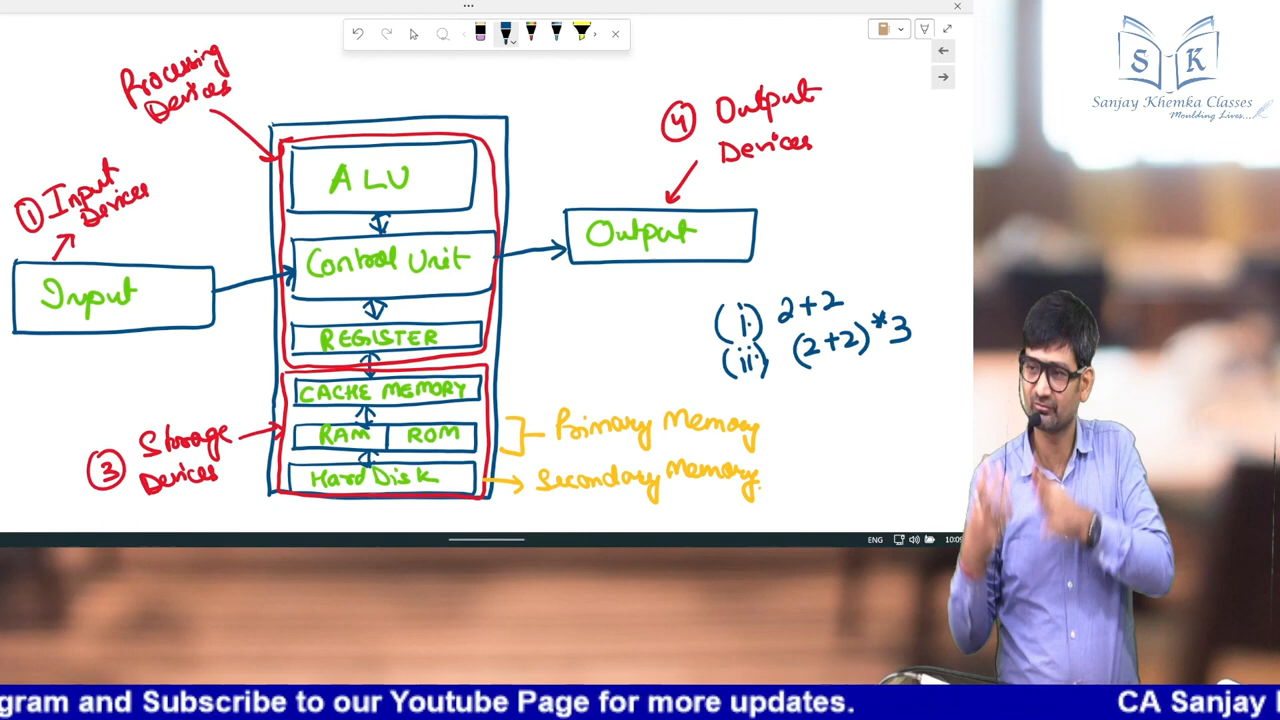 Processing
Devices
④ Output
Devices
① Input
Devices
ALU
Output
Control Unit
Input
REGISTER
(i) 2+2
(ii) (2+2)*3
CACHE MEMORY
RAM ROM
Primary Memory
③ Storage
Devices
Hard Disk
Secondary Memory.
ENG 10:09
S K
Sanjay Khemka Classes
Moulding Lives...
gram and Subscribe to our Youtube Page for more updates.
CA Sanjay